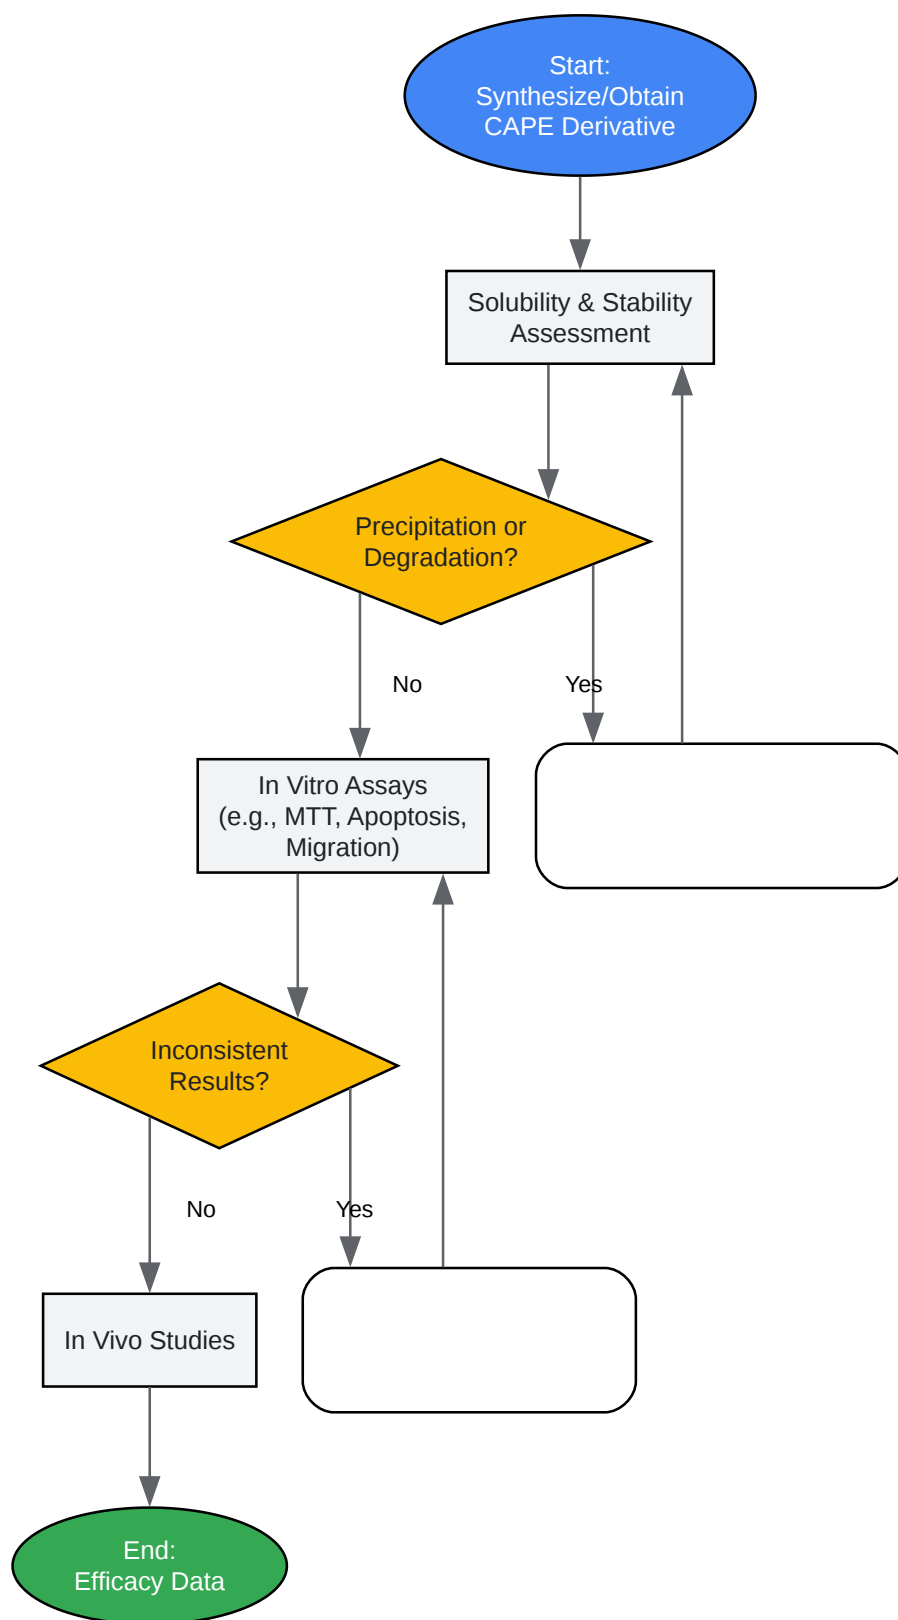 Start:
Synthesize/Obtain
CAPE Derivative
Solubility & Stability
Assessment
Precipitation or
Degradation?
No
Yes
In Vitro Assays
(e.g., MTT, Apoptosis,
Migration)
Inconsistent
Results?
No
Yes
In Vivo Studies
End:
Efficacy Data